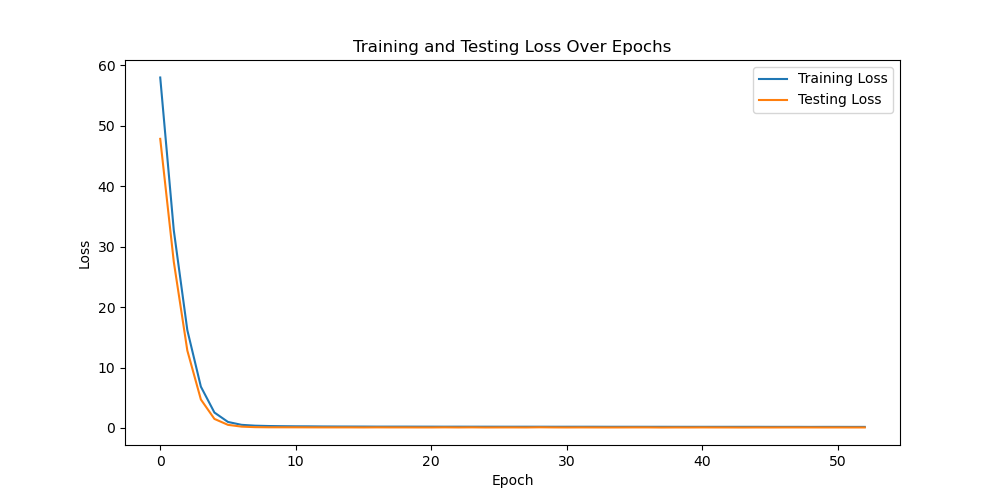 Training and Testing Loss Over Epochs
Training Loss
Testing Loss
60
50
40
30
20
10
0
Loss
0 10 20 30 40 50
Epoch